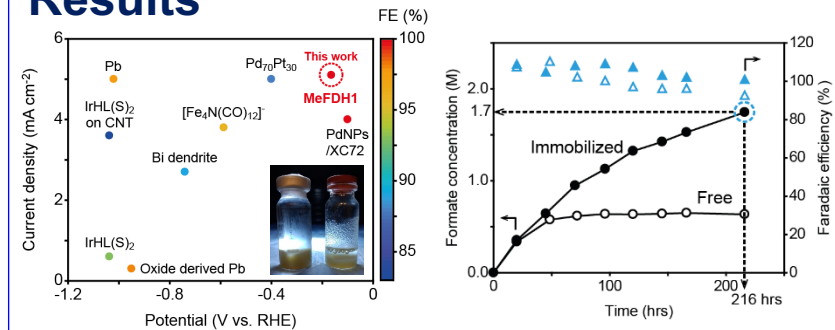 Results
FE (%)
6
4
2
0
Current density (mA cm-2)
-1.2
-0.8
-0.4
0
Potential (V vs. RHE)
Pb
IrHL(S)2
on CNT
[Fe4N(CO)12]-
Bi dendrite
Pd70Pt30
This work
MeFDH1
PdNPs
/XC72
IrHL(S)2
Oxide derived Pb
100
95
90
85
Formate concentration (M)
2.0
1.7
1.0
0.0
Immobilized
Free
0
100
200
216 hrs
Time (hrs)
120
100
80
60
40
20
0
Faradaic efficiency (%)